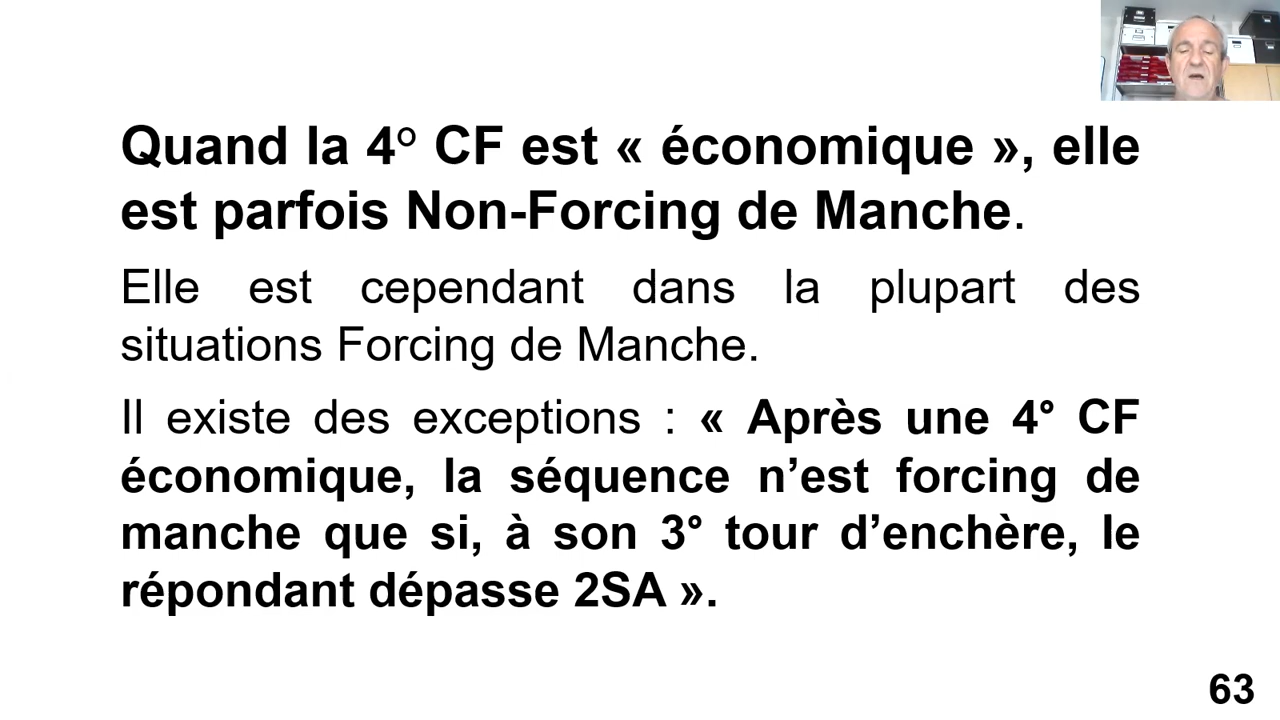 Quand la 4º CF est « économique », elle
est parfois Non-Forcing de Manche.
Elle est cependant dans la plupart des
situations Forcing de Manche.
Il existe des exceptions : « Après une 4° CF
économique, la séquence n’est forcing de
manche que si, à son 3° tour d’enchère, le
répondant dépasse 2SA ».
63